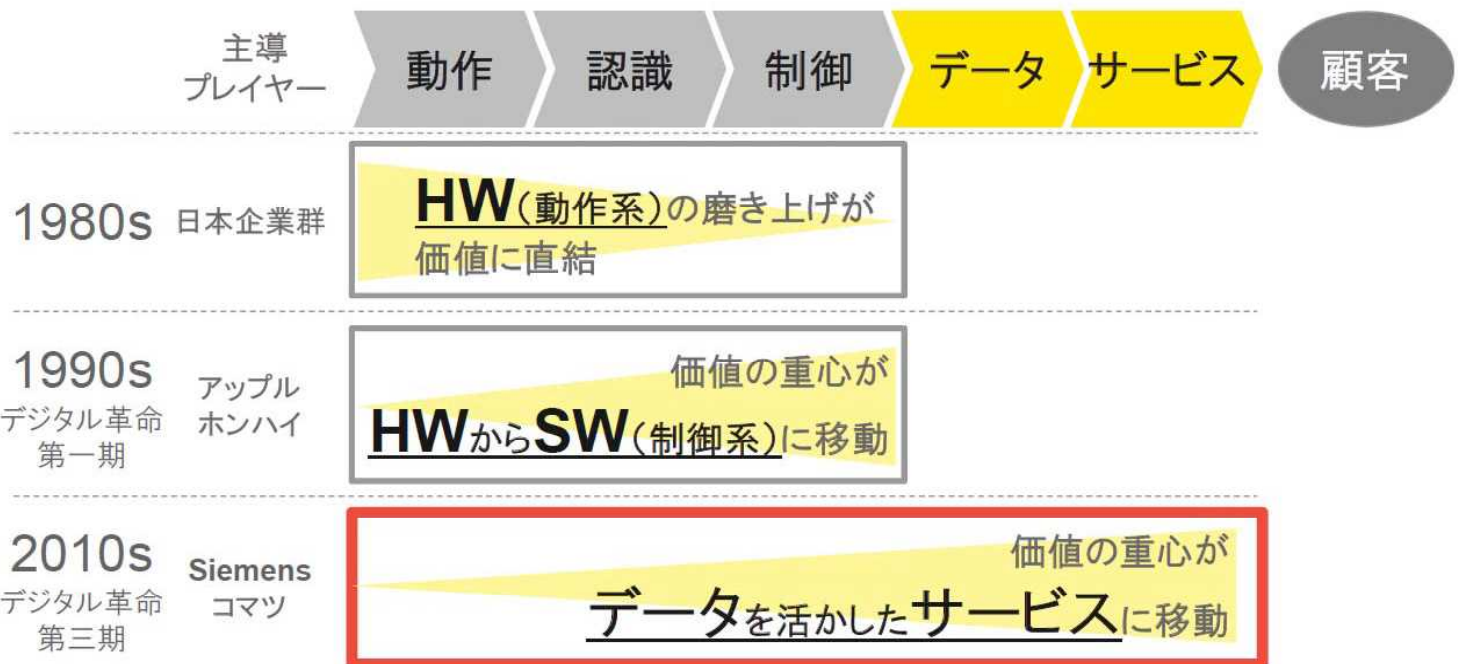 主導
プレイヤー
動作
認識
制御
データ
サービス
顧客
1980s
日本企業群
HW(動作系)の磨き上げが
価値に直結
1990s
デジタル革命
第一期
アップル
ホンハイ
価値の重心が
HWからSW(制御系)に移動
2010s
デジタル革命
第三期
Siemens
コマツ
価値の重心が
データを活かしたサービスに移動